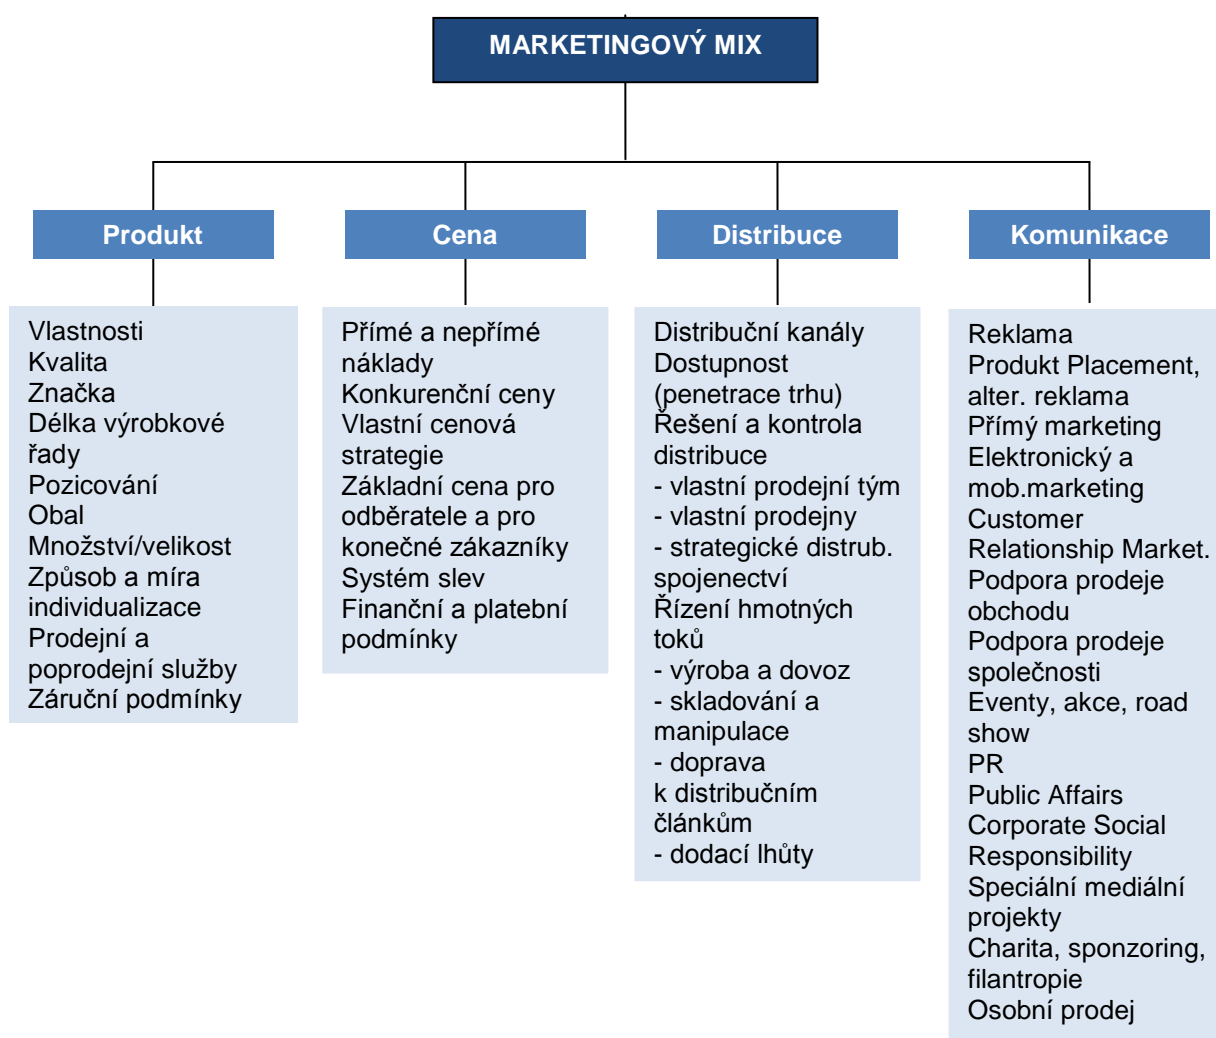 MARKETINGOVÝ MIX
Produkt
Vlastnosti
Kvalita
Značka
Délka výrobkové
řady
Pozicování
Obal
Množství/velikost
Způsob a míra
individualizace
Prodejní a
poprodejní služby
Záruční podmínky
Cena
Přímé a nepřímé
náklady
Konkurenční ceny
Vlastní cenová
strategie
Základní cena pro
odběratele a pro
konečné zákazníky
Systém slev
Finanční a platební
podmínky
Distribuce
Distribuční kanály
Dostupnost
(penetrace trhu)
Řešení a kontrola
distribuce
- vlastní prodejní tým
- vlastní prodejny
- strategické distrub.
spojenectví
Řízení hmotných
toků
- výroba a dovoz
- skladování a
manipulace
- doprava
k distribučním
článkům
- dodací lhůty
Komunikace
Reklama
Produkt Placement,
alter. reklama
Přímý marketing
Elektronický a
mob.marketing
Customer
Relationship Market.
Podpora prodeje
obchodu
Podpora prodeje
společnosti
Eventy, akce, road
show
PR
Public Affairs
Corporate Social
Responsibility
Speciální mediální
projekty
Charita, sponzoring,
filantropie
Osobní prodej